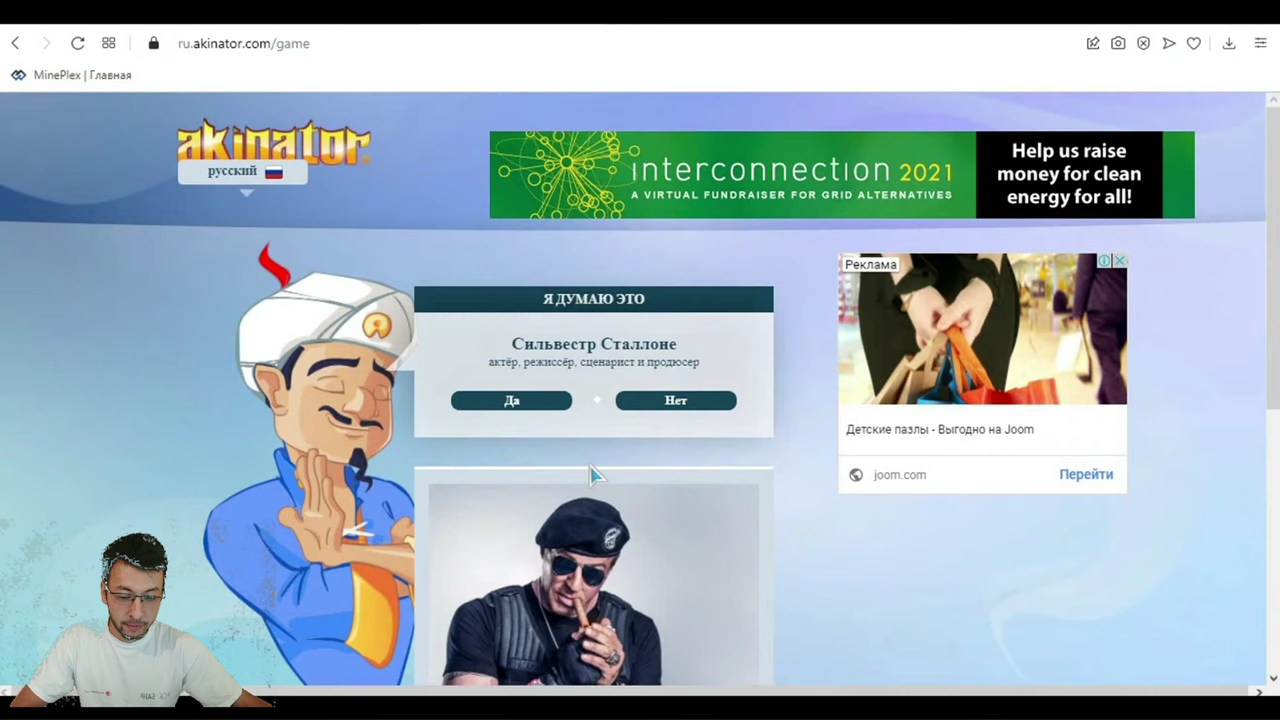 ru.akinator.com/game
MinePlex | Главная
akinator
русский
interconnection 2021
A VIRTUAL FUNDRAISER FOR GRID ALTERNATIVES
Help us raise
money for clean
energy for all!
Я ДУМАЮ ЭТО
Сильвестр Сталлоне
актёр, режиссёр, сценарист и продюсер
Да
Нет
Реклама
Детские пазлы - Выгодно на Joom
joom.com
Перейти